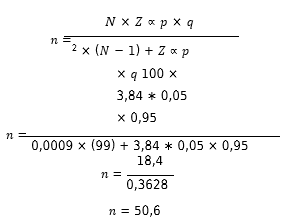 N × Z ∝ p × q
n =
2 × (N − 1) + Z ∝ p
× q 100 ×
3,84 ∗ 0,05
× 0,95
n =
0,0009 × (99) + 3,84 ∗ 0,05 × 0,95
18,4
n =
0,3628
n = 50,6